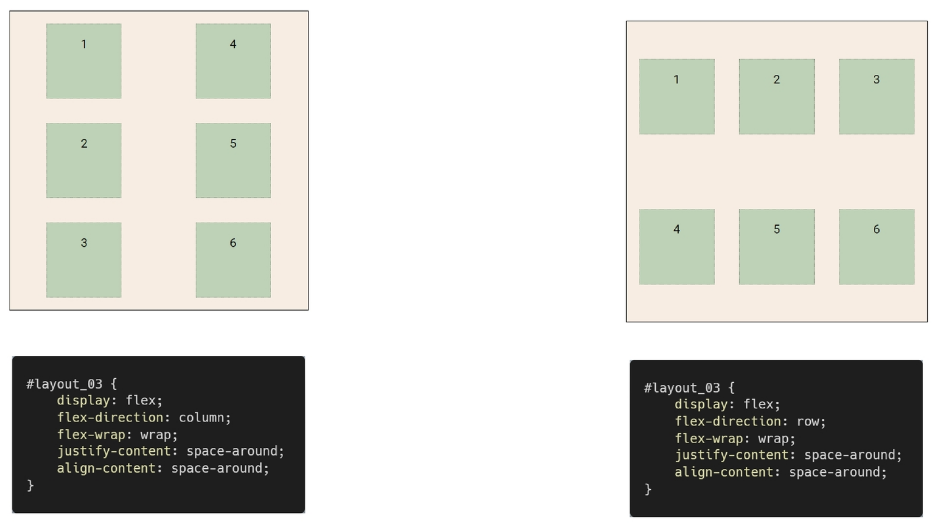 1
4
2
5
3
6
#layout_03 {
    display: flex;
    flex-direction: column;
    flex-wrap: wrap;
    justify-content: space-around;
    align-content: space-around;
}
1
2
3
4
5
6
#layout_03 {
    display: flex;
    flex-direction: row;
    flex-wrap: wrap;
    justify-content: space-around;
    align-content: space-around;
}